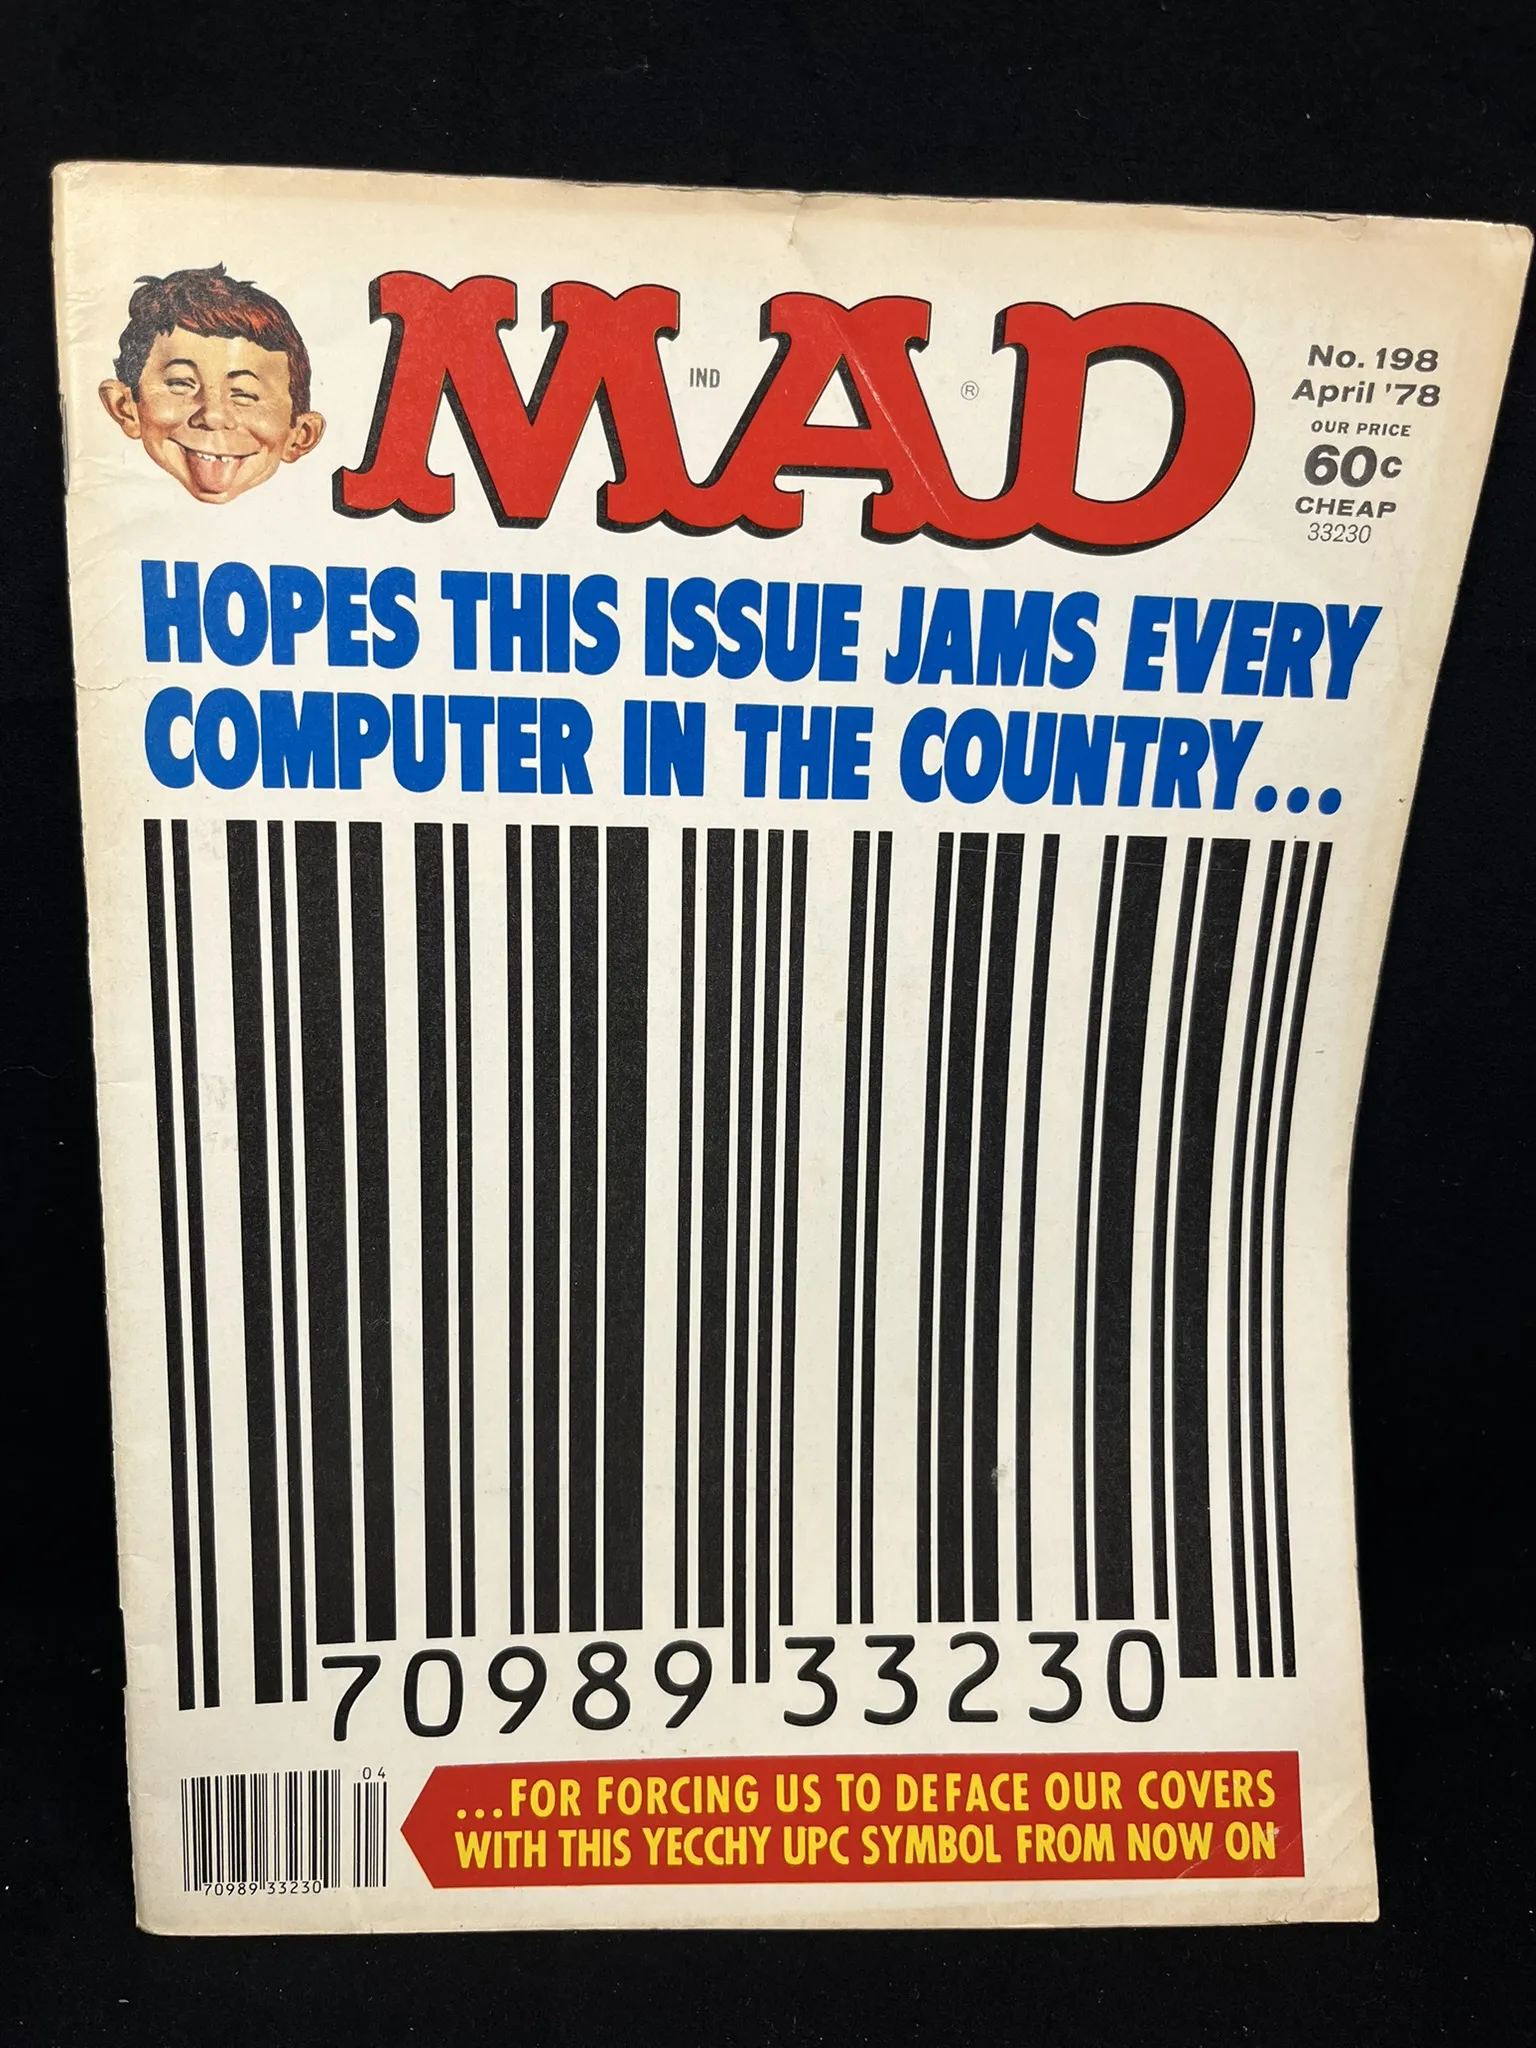 MAD
IND
®
No. 198
April '78
OUR PRICE
60c
CHEAP
33230
HOPES THIS ISSUE JAMS EVERY
COMPUTER IN THE COUNTRY...
70989 33230
04
70989 33230
...FOR FORCING US TO DEFACE OUR COVERS
WITH THIS YECCHY UPC SYMBOL FROM NOW ON